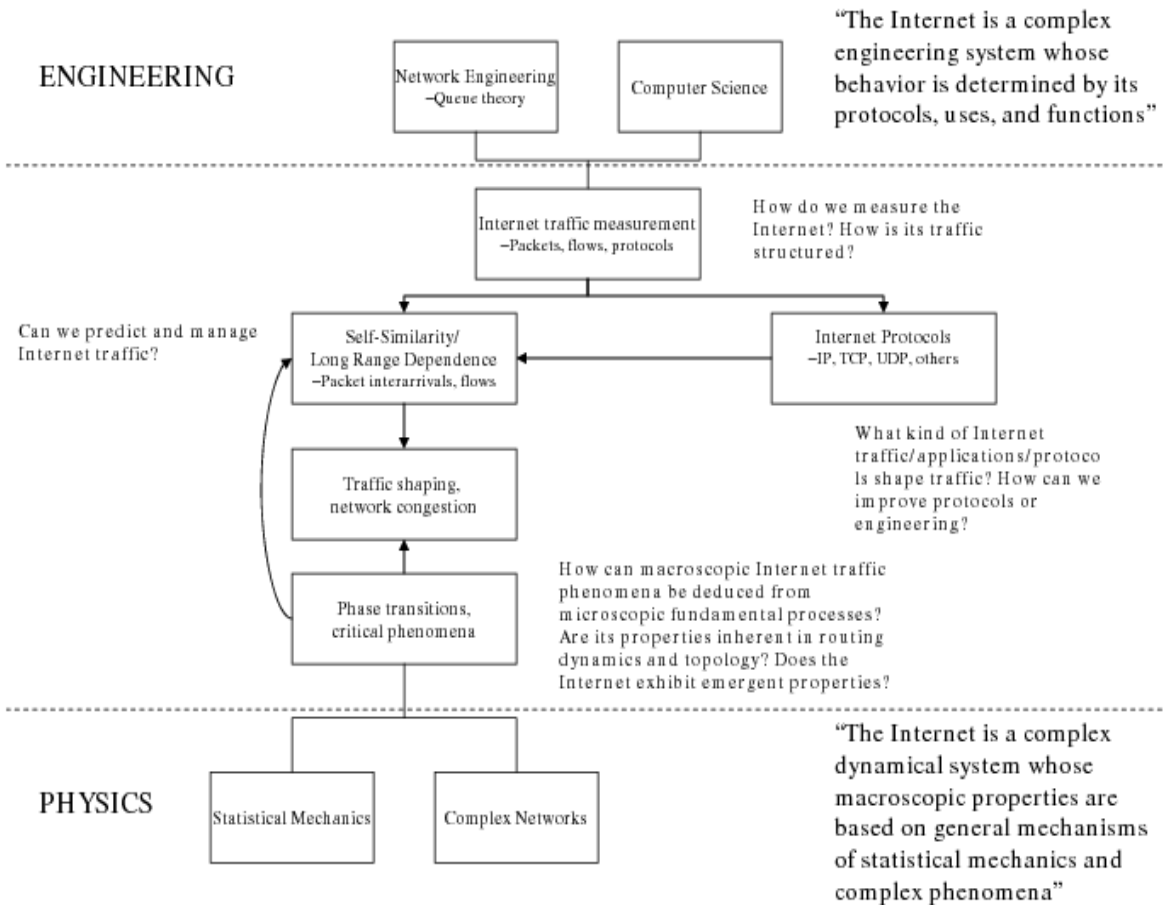 ENGINEERING
Network Engineering
–Queue theory
Computer Science
“The Internet is a complex
engineering system whose
behavior is determined by its
protocols, uses, and functions”
Internet traffic measurement
–Packets, flows, protocols
How do we measure the
Internet? How is its traffic
structured?
Can we predict and manage
Internet traffic?
Self-Similarity/
Long Range Dependence
–Packet interarrivals, flows
Internet Protocols
–IP, TCP, UDP, others
What kind of Internet
traffic/applications/protoco
ls shape traffic? How can we
improve protocols or
engineering?
Traffic shaping,
network congestion
Phase transitions,
critical phenomena
How can macroscopic Internet traffic
phenomena be deduced from
microscopic fundamental processes?
Are its properties inherent in routing
dynamics and topology? Does the
Internet exhibit emergent properties?
PHYSICS
Statistical Mechanics
Complex Networks
“The Internet is a complex
dynamical system whose
macroscopic properties are
based on general mechanisms
of statistical mechanics and
complex phenomena”